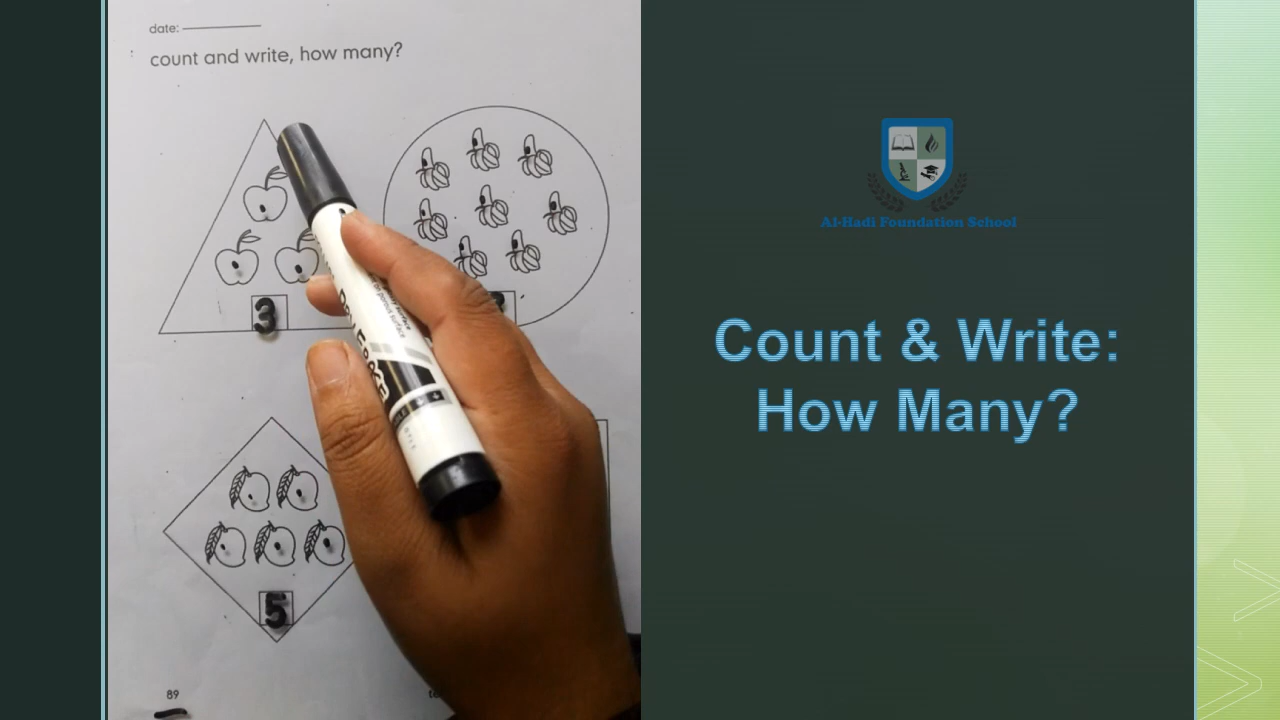 date:
count and write, how many?
3
5
89
Al-Hadi Foundation School
Count & Write:
How Many?